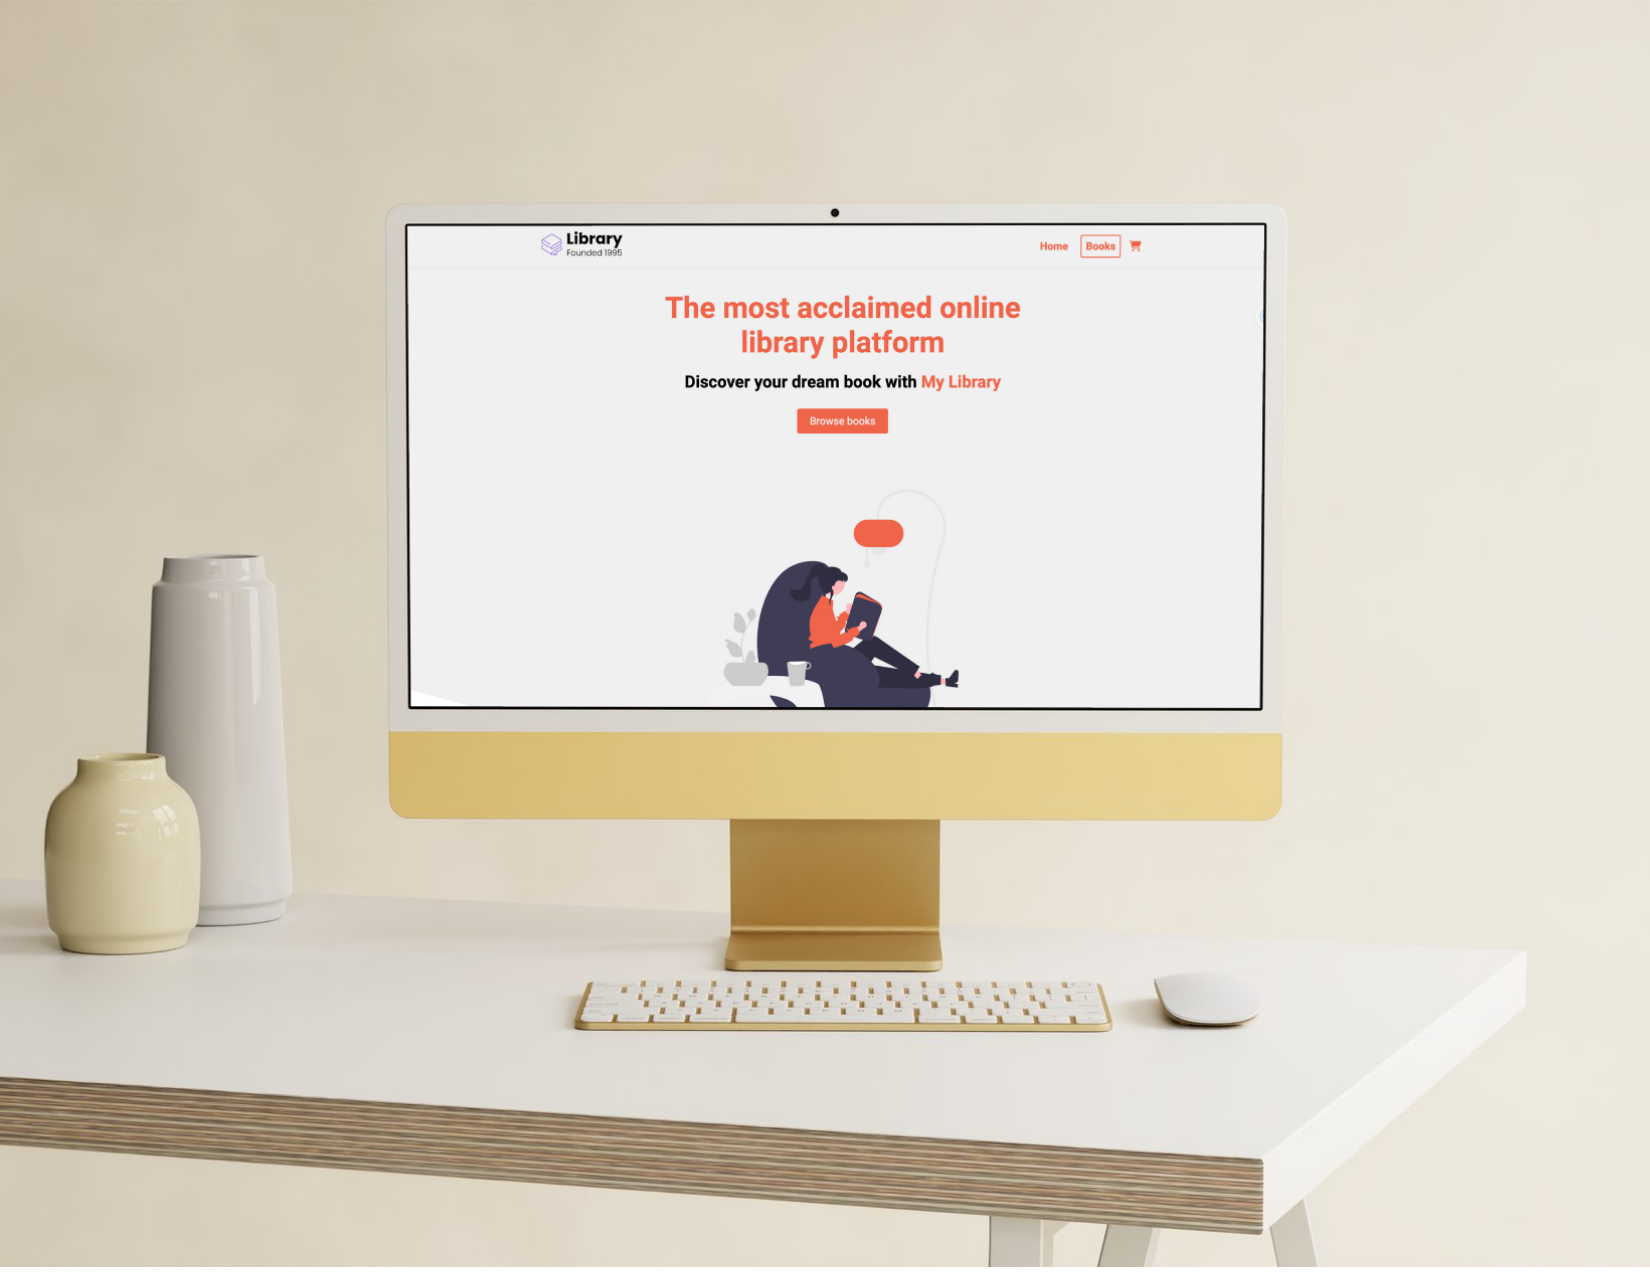 Library
Founded 1995
Home Books
The most acclaimed online
library platform
Discover your dream book with My Library
Browse books